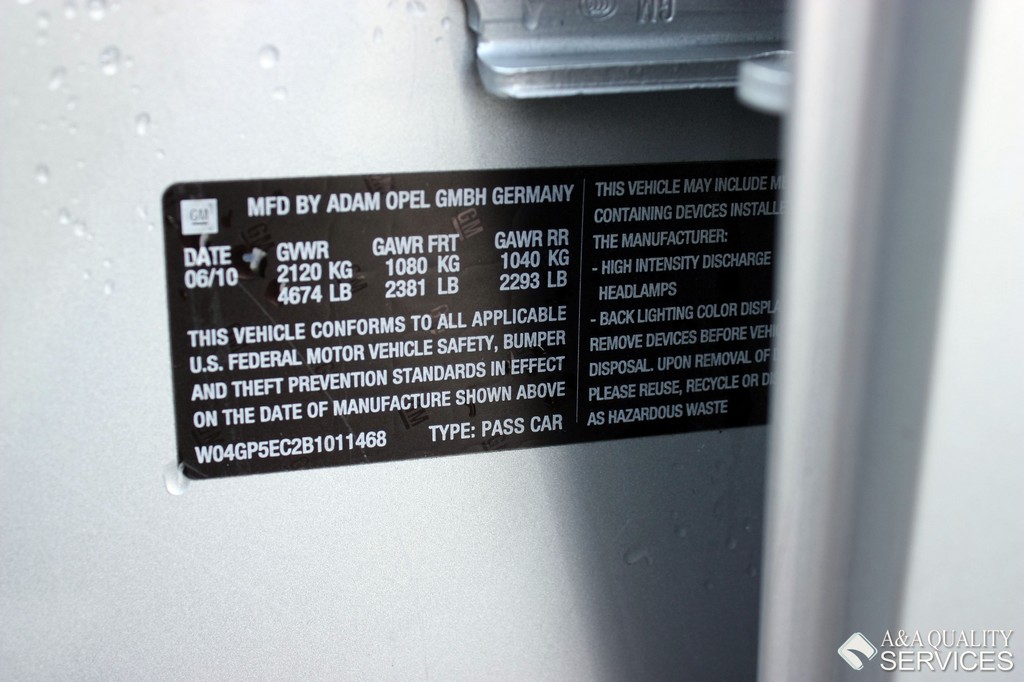 GM
MFD BY ADAM OPEL GMBH GERMANY
DATE
06/10
GVWR
2120 KG
4674 LB
GAWR FRT
1080 KG
2381 LB
GAWR RR
1040 KG
2293 LB
THIS VEHICLE CONFORMS TO ALL APPLICABLE
U.S. FEDERAL MOTOR VEHICLE SAFETY, BUMPER
AND THEFT PREVENTION STANDARDS IN EFFECT
ON THE DATE OF MANUFACTURE SHOWN ABOVE
W04GP5EC2B1011468
TYPE: PASS CAR
THIS VEHICLE MAY INCLUDE
CONTAINING DEVICES
THE MANUFACTURER:
- HIGH INTENSITY DISCHARGE
HEADLAMPS
- BACK LIGHTING COLOR
REMOVE DEVICES BEFORE
DISPOSAL. UPON REMOVAL OF
PLEASE REUSE, RECYCLE OR
AS HAZARDOUS WASTE
A&A QUALITY
SERVICES